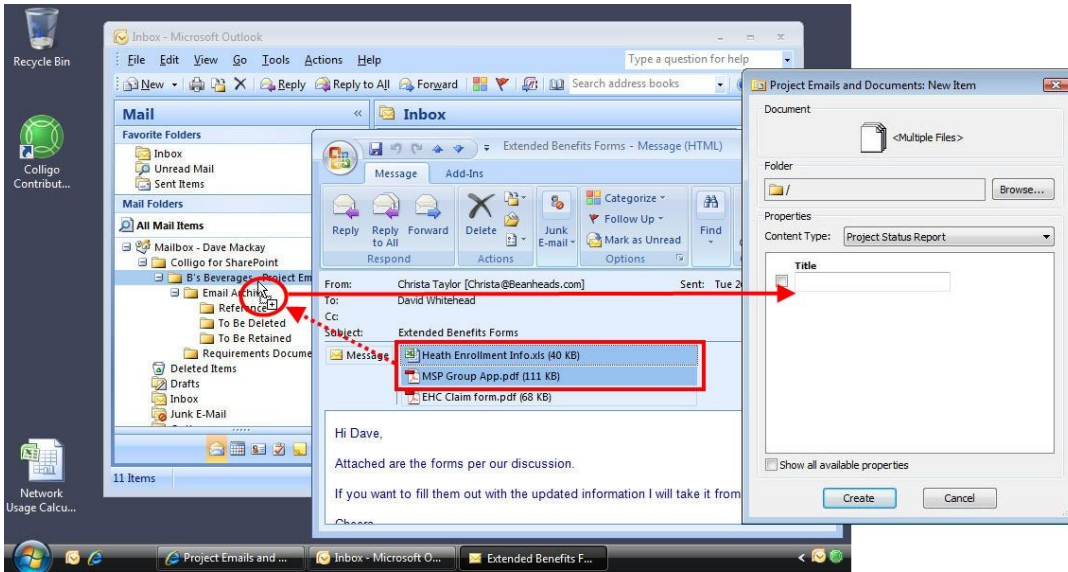 Recycle Bin
Colligo
Contribut...
Network
Usage Calcu...
Inbox - Microsoft Outlook
File Edit View Go Tools Actions Help
Type a question for help
New Reply Reply to All Forward Search address books
Mail
«
Inbox
Favorite Folders
Inbox
Unread Mail
Sent Items
Mail Folders
All Mail Items
Mailbox - Dave Mackay
Colligo for SharePoint
B's Beverages - Project Em
Email
Reference
To Be Deleted
To Be Retained
Requirements Docume
Deleted Items
Drafts
Inbox
Junk E-Mail
11 Items
Extended Benefits Forms - Message (HTML)
Message Add-Ins
Reply
Reply to All
Forward
Delete
Junk E-mail
Categorize
Follow Up
Mark as Unread
Find
Respond Actions Options
From: Christa Taylor [Christa@Beanheads.com] Sent: Tue 2
To: David Whitehead
Cc:
Subject: Extended Benefits Forms
Message
Heath Enrollment Info.xls (40 KB)
MSP Group App.pdf (111 KB)
EHC Claim form.pdf (68 KB)
Hi Dave,
Attached are the forms per our discussion.
If you want to fill them out with the updated information I will take it from
Cheers
Project Emails and Documents: New Item
Document
<Multiple Files>
Folder
/
Browse...
Properties
Content Type: Project Status Report
Title
Show all available properties
Create Cancel
Project Emails and ...
Inbox - Microsoft O...
Extended Benefits F...